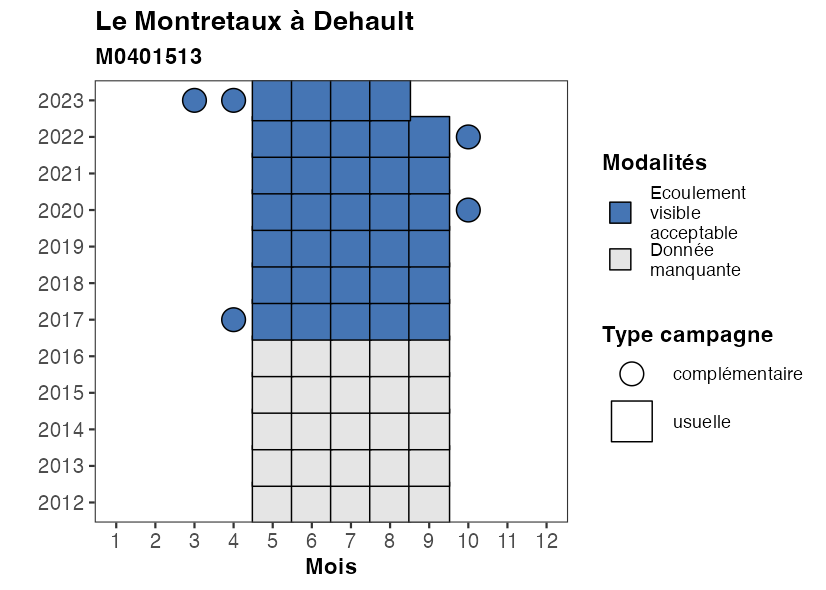 Le Montretaux à Dehault
M0401513
2023
2022
2021
2020
2019
2018
2017
2016
2015
2014
2013
2012
1 2 3 4 5 6 7 8 9 10 11 12
Mois
Modalités
Ecoulement
visible
acceptable
Donnée
manquante
Type campagne
complémentaire
usuelle